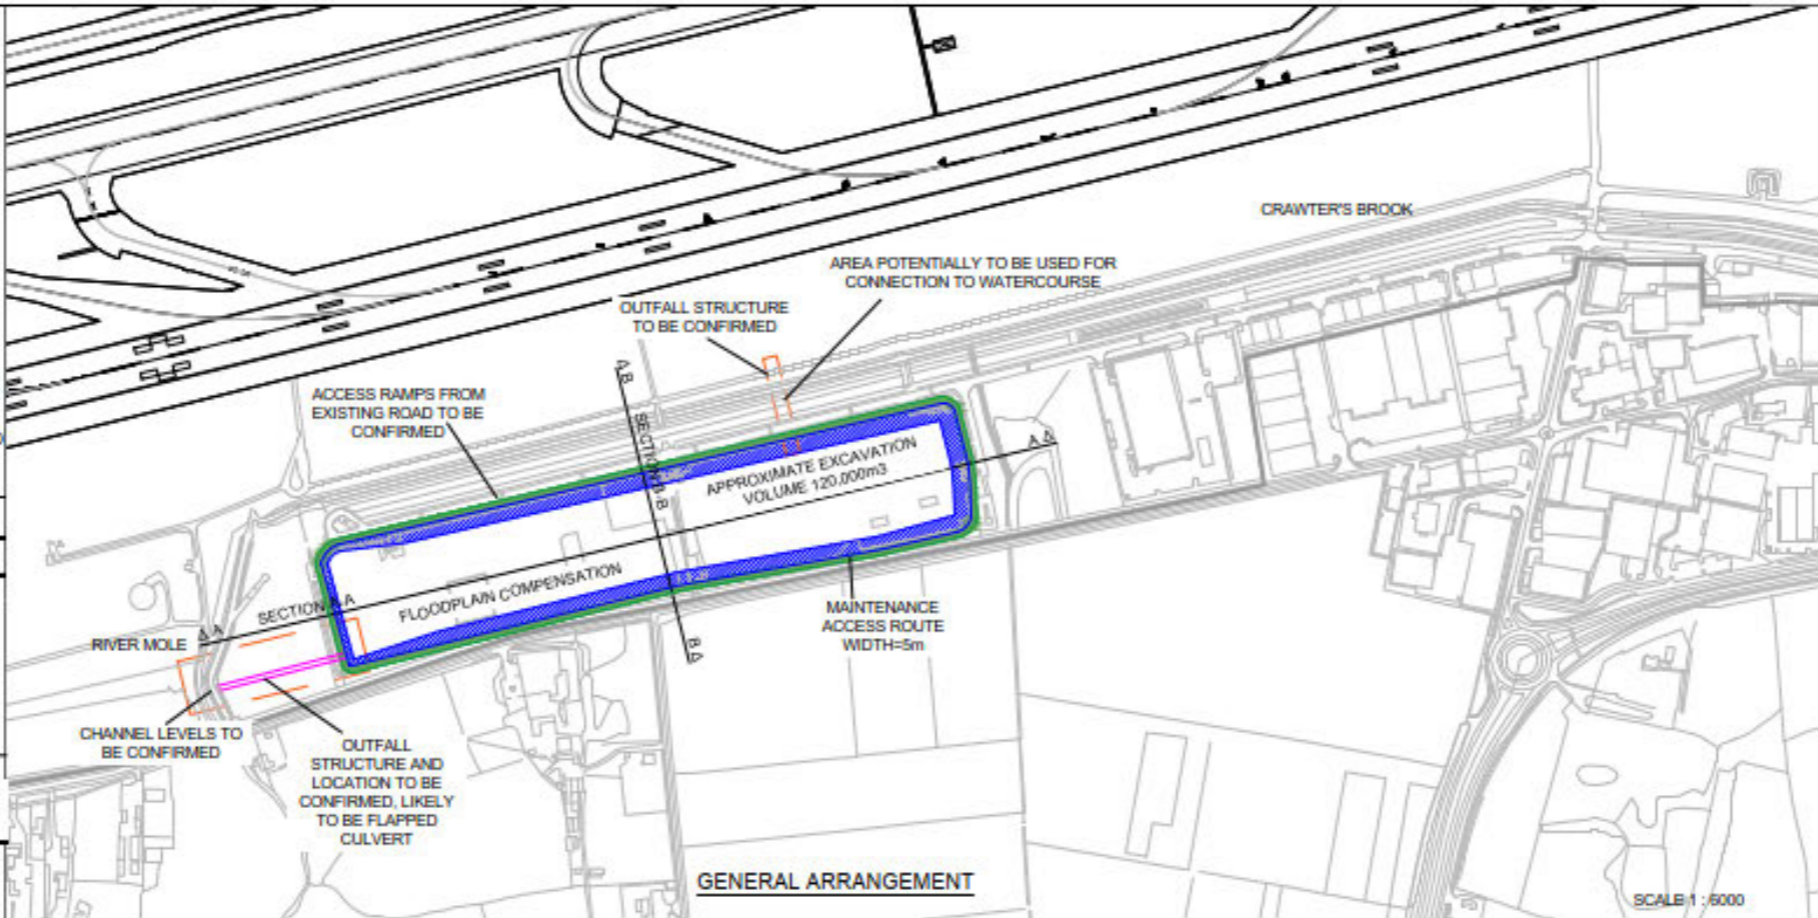 CRAWTER'S BROOK
AREA POTENTIALLY TO BE USED FOR
CONNECTION TO WATERCOURSE
OUTFALL STRUCTURE
TO BE CONFIRMED
ACCESS RAMPS FROM
EXISTING ROAD TO BE
CONFIRMED
B
SECTION B-B
B
APPROXIMATE EXCAVATION
VOLUME 120,000m3
A
FLOODPLAIN COMPENSATION
SECTION A-A
A
RIVER MOLE
MAINTENANCE
ACCESS ROUTE
WIDTH=5m
CHANNEL LEVELS TO
BE CONFIRMED
OUTFALL
STRUCTURE AND
LOCATION TO BE
CONFIRMED, LIKELY
TO BE FLAPPED
CULVERT
GENERAL ARRANGEMENT
SCALE 1 : 6000